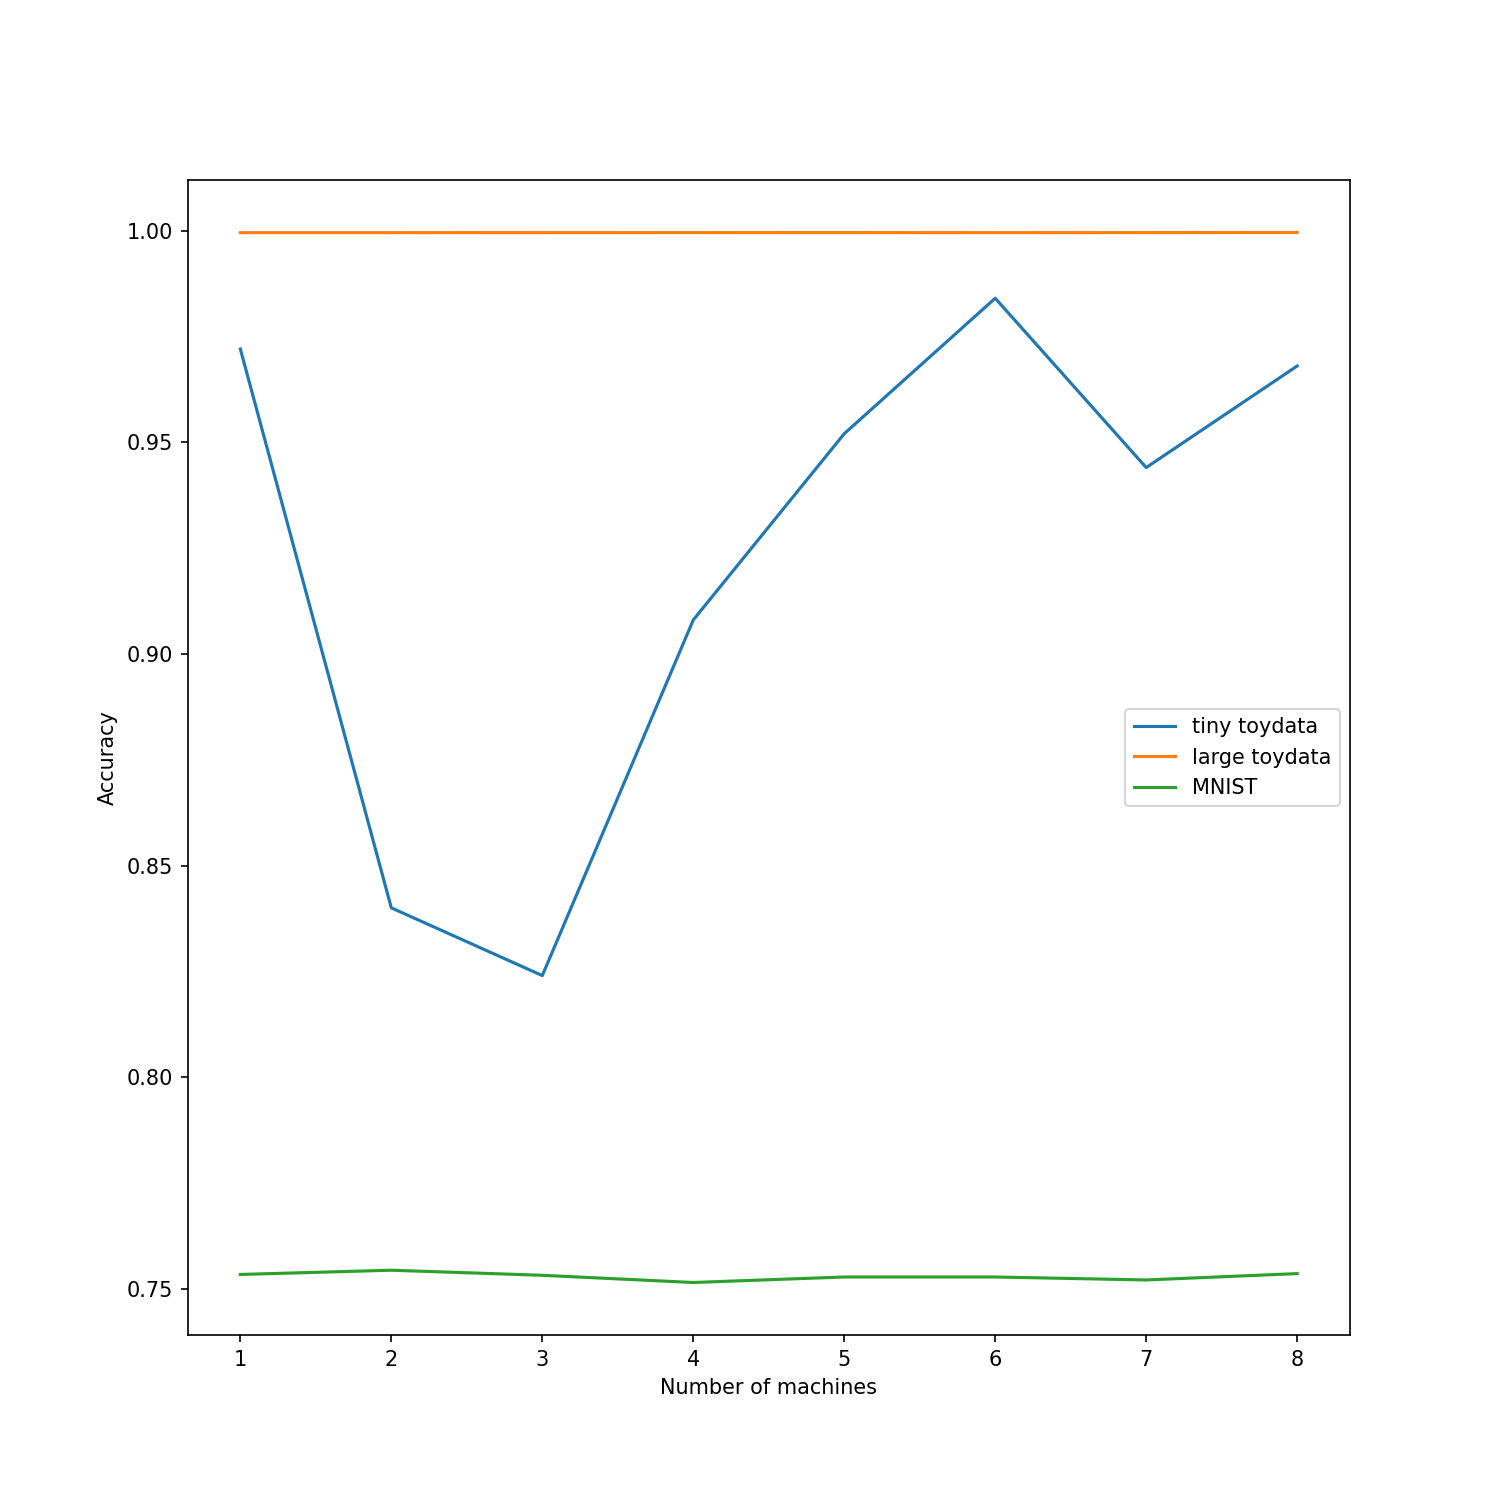 1.00
0.95
0.90
0.85
0.80
0.75
Accuracy
tiny toydata
large toydata
MNIST
1 2 3 4 5 6 7 8
Number of machines